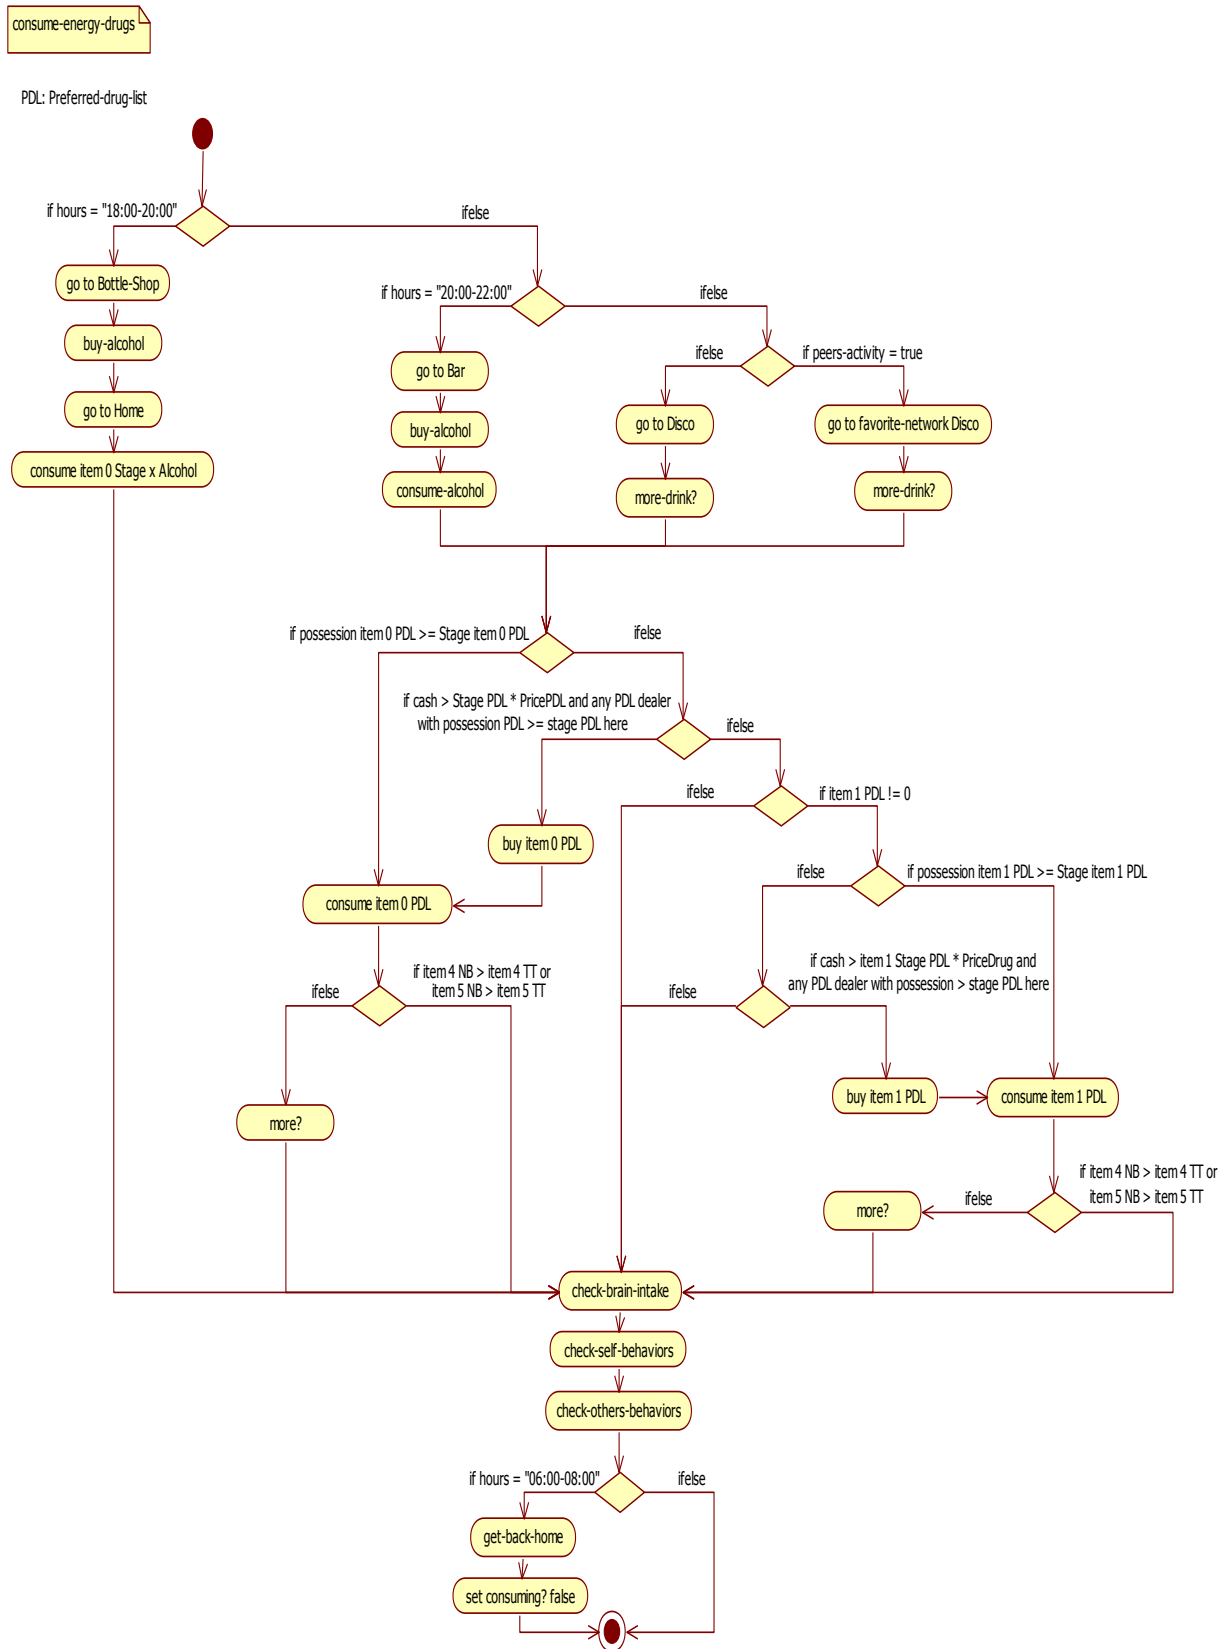 consume-energy-drugs
PDL: Preferred-drug-list
if hours = "18:00-20:00"
ifelse
go to Bottle-Shop
if hours = "20:00-22:00"
ifelse
buy-alcohol
ifelse
if peers-activity = true
go to Bar
go to Home
go to Disco
go to favorite-network Disco
buy-alcohol
consume item 0 Stage x Alcohol
consume-alcohol
more-drink?
more-drink?
if possession item 0 PDL >= Stage item 0 PDL
ifelse
if cash > Stage PDL * PricePDL and any PDL dealer
with possession PDL >= stage PDL here
ifelse
ifelse
if item 1 PDL != 0
buy item 0 PDL
ifelse
if possession item 1 PDL >= Stage item 1 PDL
consume item 0 PDL
if cash > item 1 Stage PDL * PriceDrug and
any PDL dealer with possession > stage PDL here
if item 4 NB > item 4 TT or
item 5 NB > item 5 TT
ifelse
ifelse
buy item 1 PDL
consume item 1 PDL
more?
if item 4 NB > item 4 TT or
item 5 NB > item 5 TT
ifelse
more?
check-brain-intake
check-self-behaviors
check-others-behaviors
if hours = "06:00-08:00"
ifelse
get-back-home
set consuming? false